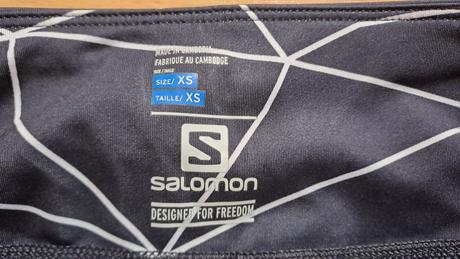 MADE IN CAMBODIA
FABRIQUE AU CAMBODGE
SIZE/ XS
TAILLE/ XS
S
SALOMON
DESIGNED FOR FREEDOM